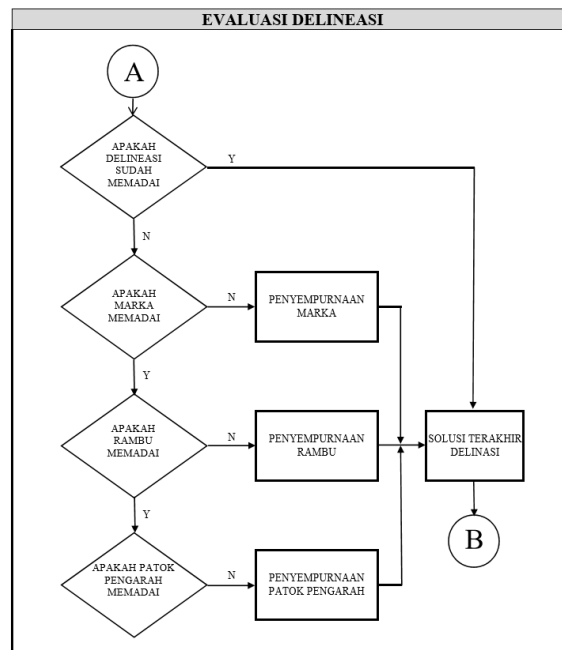 EVALUASI DELINEASI
A
APAKAH
DELINEASI
SUDAH
MEMADAI
Y
N
APAKAH
MARKA
MEMADAI
N
PENYEMPURNAAN
MARKA
Y
APAKAH
RAMBU
MEMADAI
N
PENYEMPURNAAN
RAMBU
SOLUSI TERAKHIR
DELINASI
Y
B
APAKAH PATOK
PENGARAH
MEMADAI
N
PENYEMPURNAAN
PATOK PENGARAH